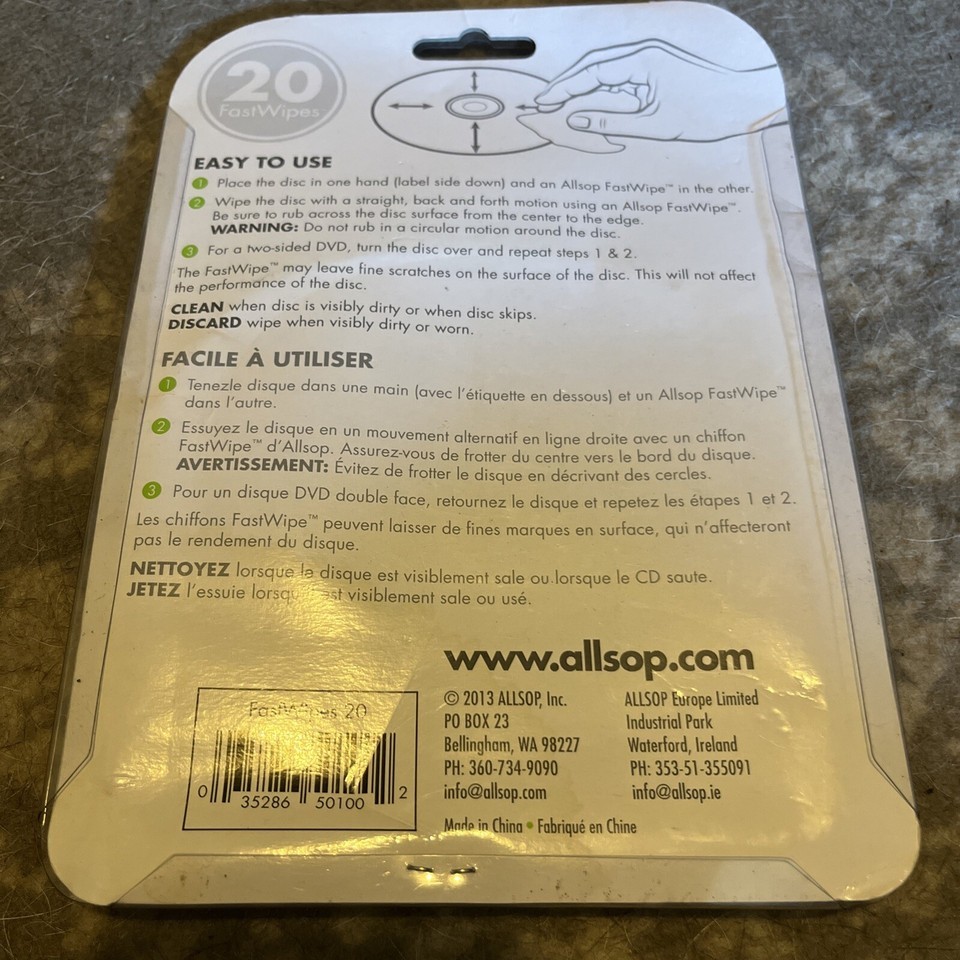 20
FastWipes
EASY TO USE
1 Place the disc in one hand (label side down) and an Allsop FastWipe™ in the other.
2 Wipe the disc with a straight, back and forth motion using an Allsop FastWipe™.
Be sure to rub across the disc surface from the center to the edge.
WARNING: Do not rub in a circular motion around the disc.
3 For a two-sided DVD, turn the disc over and repeat steps 1 & 2.
The FastWipe™ may leave fine scratches on the surface of the disc. This will not affect
the performance of the disc.
CLEAN when disc is visibly dirty or when disc skips.
DISCARD wipe when visibly dirty or worn.
FACILE À UTILISER
1 Tenezle disque dans une main (avec l'étiquette en dessous) et un Allsop FastWipe™
dans l'autre.
2 Essuyez le disque en un mouvement alternatif en ligne droite avec un chiffon
FastWipe™ d'Allsop. Assurez-vous de frotter du centre vers le bord du disque.
AVERTISSEMENT: Évitez de frotter le disque en décrivant des cercles.
3 Pour un disque DVD double face, retournez le disque et repetez les étapes 1 et 2.
Les chiffons FastWipe™ peuvent laisser de fines marques en surface, qui n'affecteront
pas le rendement du disque.
NETTOYEZ lorsque le disque est visiblement sale ou lorsque le CD saute.
JETEZ l'essuie visiblement sale ou usé.
www.allsop.com
FastWipes 20
0 35286 50100 2
© 2013 ALLSOP, Inc.
PO BOX 23
Bellingham, WA 98227
PH: 360-734-9090
info@allsop.com
ALLSOP Europe Limited
Industrial Park
Waterford, Ireland
PH: 353-51-355091
info@allsop.ie
Made in China • Fabriqué en Chine